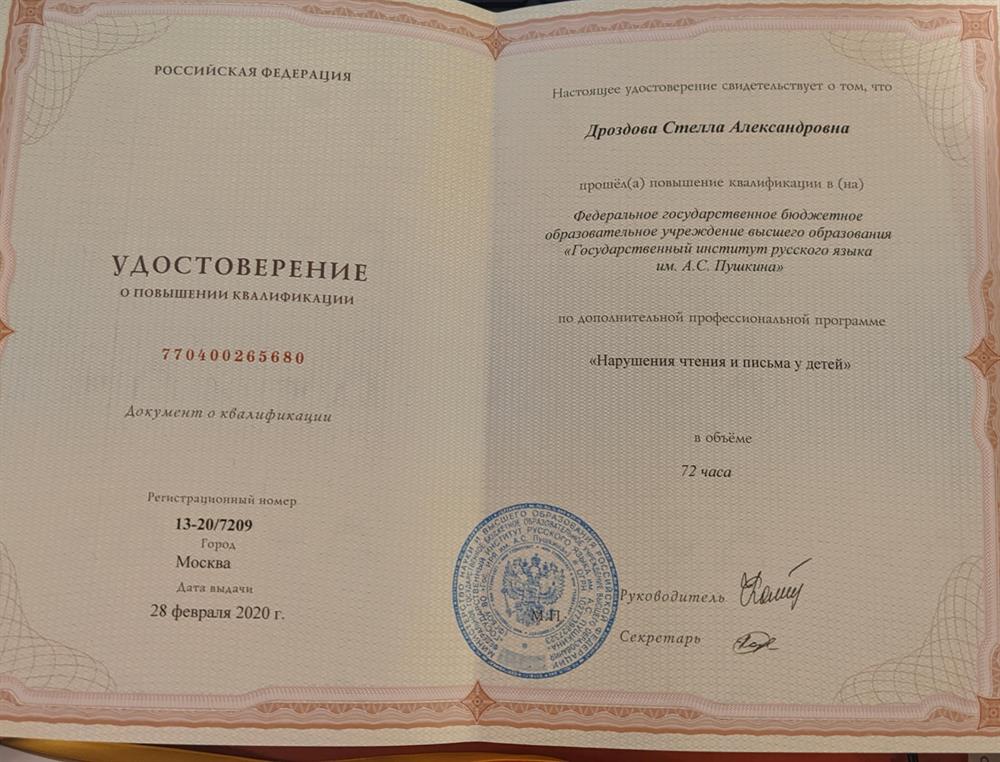 РОССИЙСКАЯ ФЕДЕРАЦИЯ
УДОСТОВЕРЕНИЕ
О ПОВЫШЕНИИ КВАЛИФИКАЦИИ
770400265680
Документ о квалификации
Регистрационный номер
13-20/7209
Город
Москва
Дата выдачи
28 февраля 2020 г.
Настоящее удостоверение свидетельствует о том, что
Дроздова Стелла Александровна
прошёл(а) повышение квалификации в (на)
Федеральное государственное бюджетное
образовательное учреждение высшего образования
«Государственный институт русского языка
им. А.С. Пушкина»
по дополнительной профессиональной программе
«Нарушения чтения и письма у детей»
в объёме
72 часа
М.П.
Руководитель
Секретарь